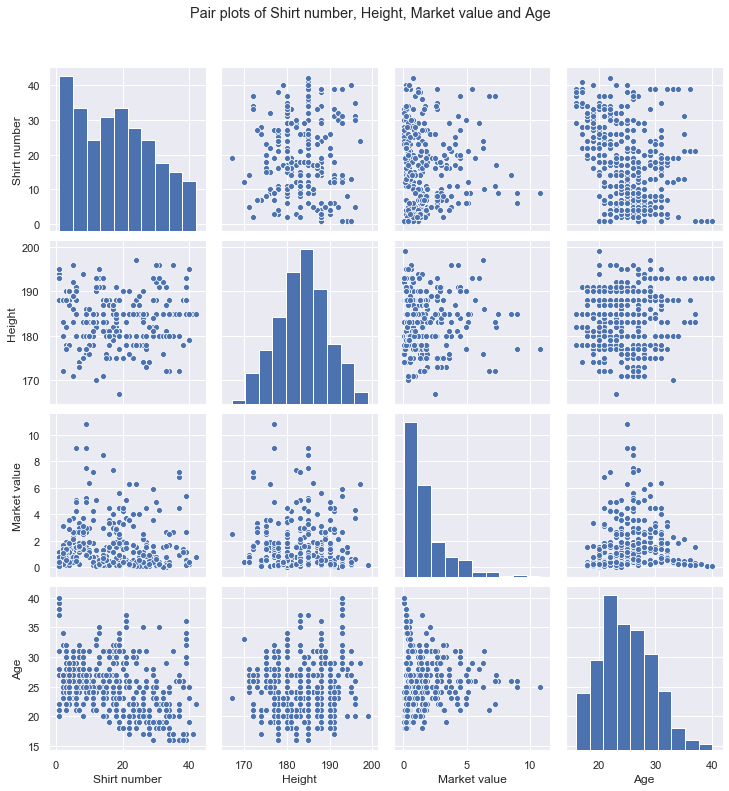 Pair plots of Shirt number, Height, Market value and Age
40
30
20
10
0
Shirt number
200
190
180
170
Height
10
8
6
4
2
0
Market value
40
35
30
25
20
15
Age
0 20 40
170 180 190 200
0 5 10
20 30 40
Shirt number Height Market value Age